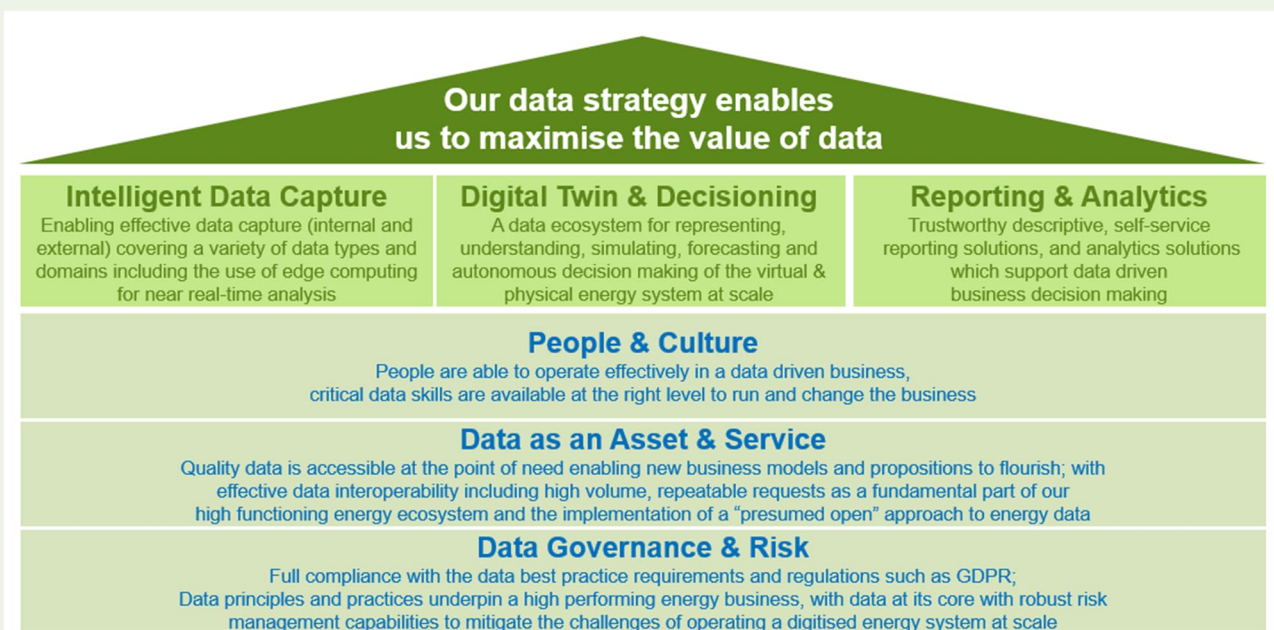 Our data strategy enables
us to maximise the value of data
Intelligent Data Capture
Enabling effective data capture (internal and
external) covering a variety of data types and
domains including the use of edge computing
for near real-time analysis
Digital Twin & Decisioning
A data ecosystem for representing,
understanding, simulating, forecasting and
autonomous decision making of the virtual &
physical energy system at scale
Reporting & Analytics
Trustworthy descriptive, self-service
reporting solutions, and analytics solutions
which support data driven
business decision making
People & Culture
People are able to operate effectively in a data driven business,
critical data skills are available at the right level to run and change the business
Data as an Asset & Service
Quality data is accessible at the point of need enabling new business models and propositions to flourish; with
effective data interoperability including high volume, repeatable requests as a fundamental part of our
high functioning energy ecosystem and the implementation of a “presumed open” approach to energy data
Data Governance & Risk
Full compliance with the data best practice requirements and regulations such as GDPR;
Data principles and practices underpin a high performing energy business, with data at its core with robust risk
management capabilities to mitigate the challenges of operating a digitised energy system at scale